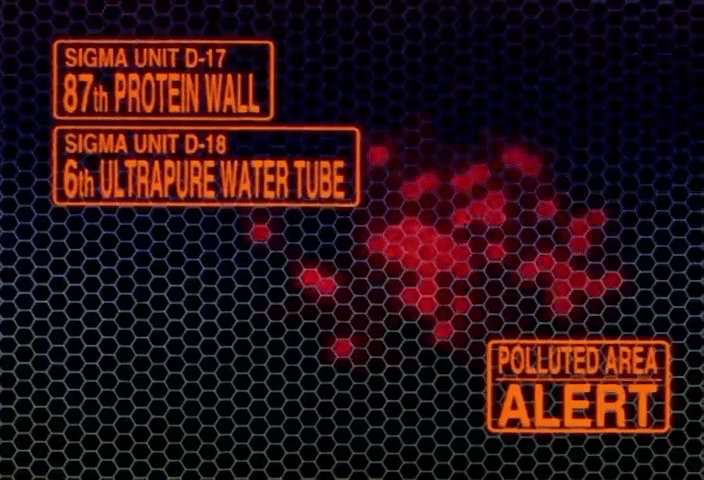 SIGMA UNIT D-17
87th PROTEIN WALL
SIGMA UNIT D-18
6th ULTRAPURE WATER TUBE
POLLUTED AREA
ALERT